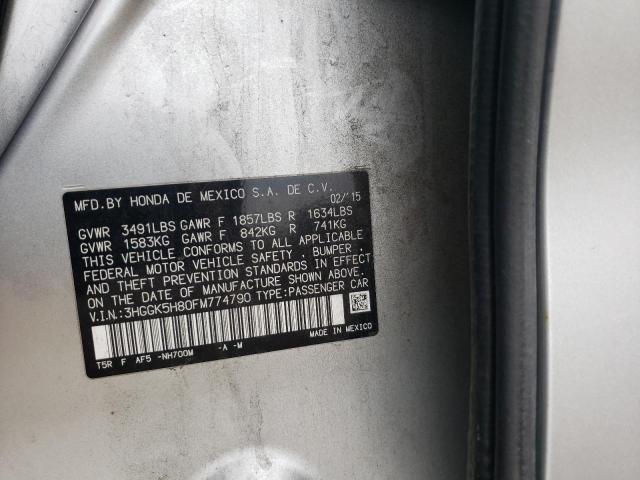 MFD.BY HONDA DE MEXICO S.A. DE C.V.
02/'15
GVWR 3491LBS GAWR F 1857LBS R 1634LBS
GVWR 1583KG GAWR F 842KG R 741KG
THIS VEHICLE CONFORMS TO ALL APPLICABLE
FEDERAL MOTOR VEHICLE SAFETY , BUMPER ,
AND THEFT PREVENTION STANDARDS IN EFFECT
ON THE DATE OF MANUFACTURE SHOWN ABOVE.
V.I.N.:3HGGK5H80FM774790 TYPE:PASSENGER CAR
MADE IN MEXICO
T5R F AF5 -NH700M -A -M